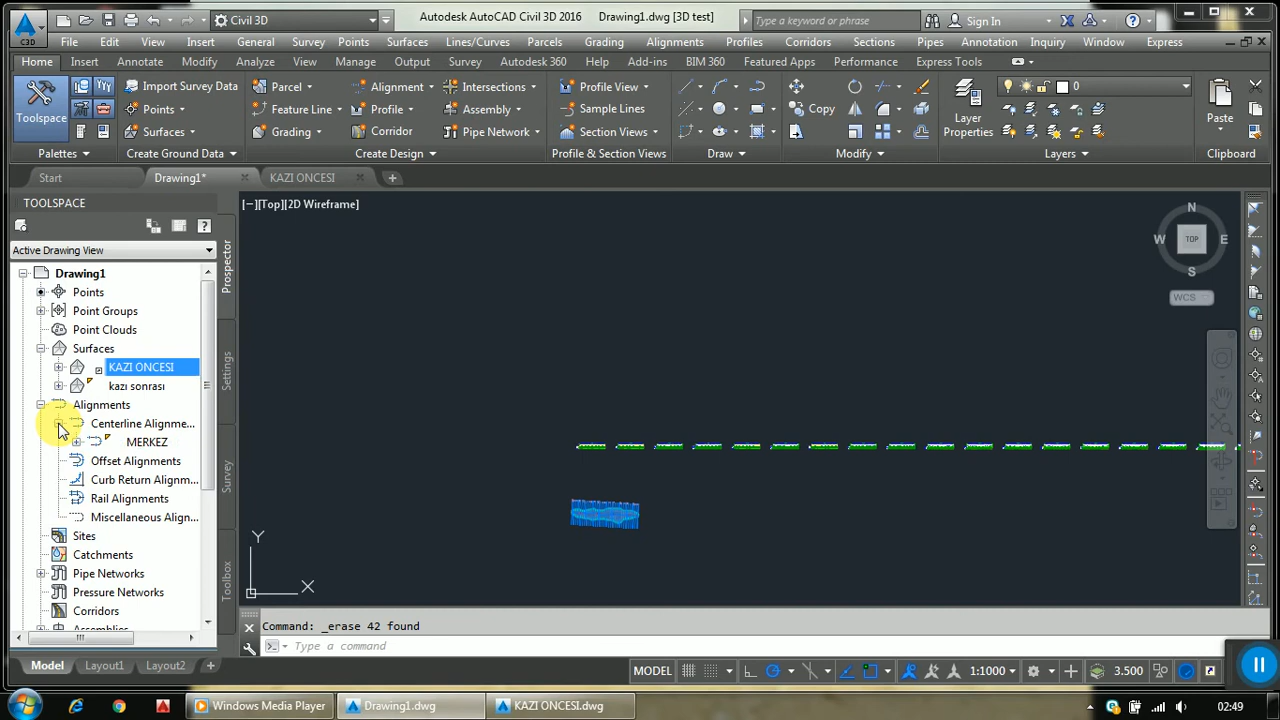 C3D
Civil 3D
Autodesk AutoCAD Civil 3D 2016 Drawing1.dwg [3D test]
Type a keyword or phrase
Sign In
File Edit View Insert General Survey Points Surfaces Lines/Curves Parcels Grading Alignments Profiles Corridors Sections Pipes Annotation Inquiry Window Express
Home Insert Annotate Modify Analyze View Manage Output Survey Autodesk 360 Help Add-ins BIM 360 Featured Apps Performance Express Tools
Import Survey Data Parcel Alignment Intersections Profile View 0
Points Feature Line Profile Assembly Sample Lines Copy
Toolspace Surfaces Grading Corridor Pipe Network Section Views Layer Properties Paste
Palettes Create Ground Data Create Design Profile & Section Views Draw Modify Layers Clipboard
Start Drawing1* KAZI ONCESI
TOOLSPACE
[−][Top][2D Wireframe]
Active Drawing View
Drawing1
Points
Point Groups
Point Clouds
Surfaces
KAZI ONCESI
kazı sonrası
Alignments
Centerline Alignme...
MERKEZ
Offset Alignments
Curb Return Alignm...
Rail Alignments
Miscellaneous Align...
Sites
Catchments
Pipe Networks
Pressure Networks
Corridors
Assemblies
Prospector
Settings
Survey
Toolbox
N
W TOP E
S
WCS
Y
X
Command: _erase 42 found
Type a command
Model Layout1 Layout2
MODEL 1:1000 3.500
Windows Media Player Drawing1.dwg KAZI ONCESI.dwg 02:49